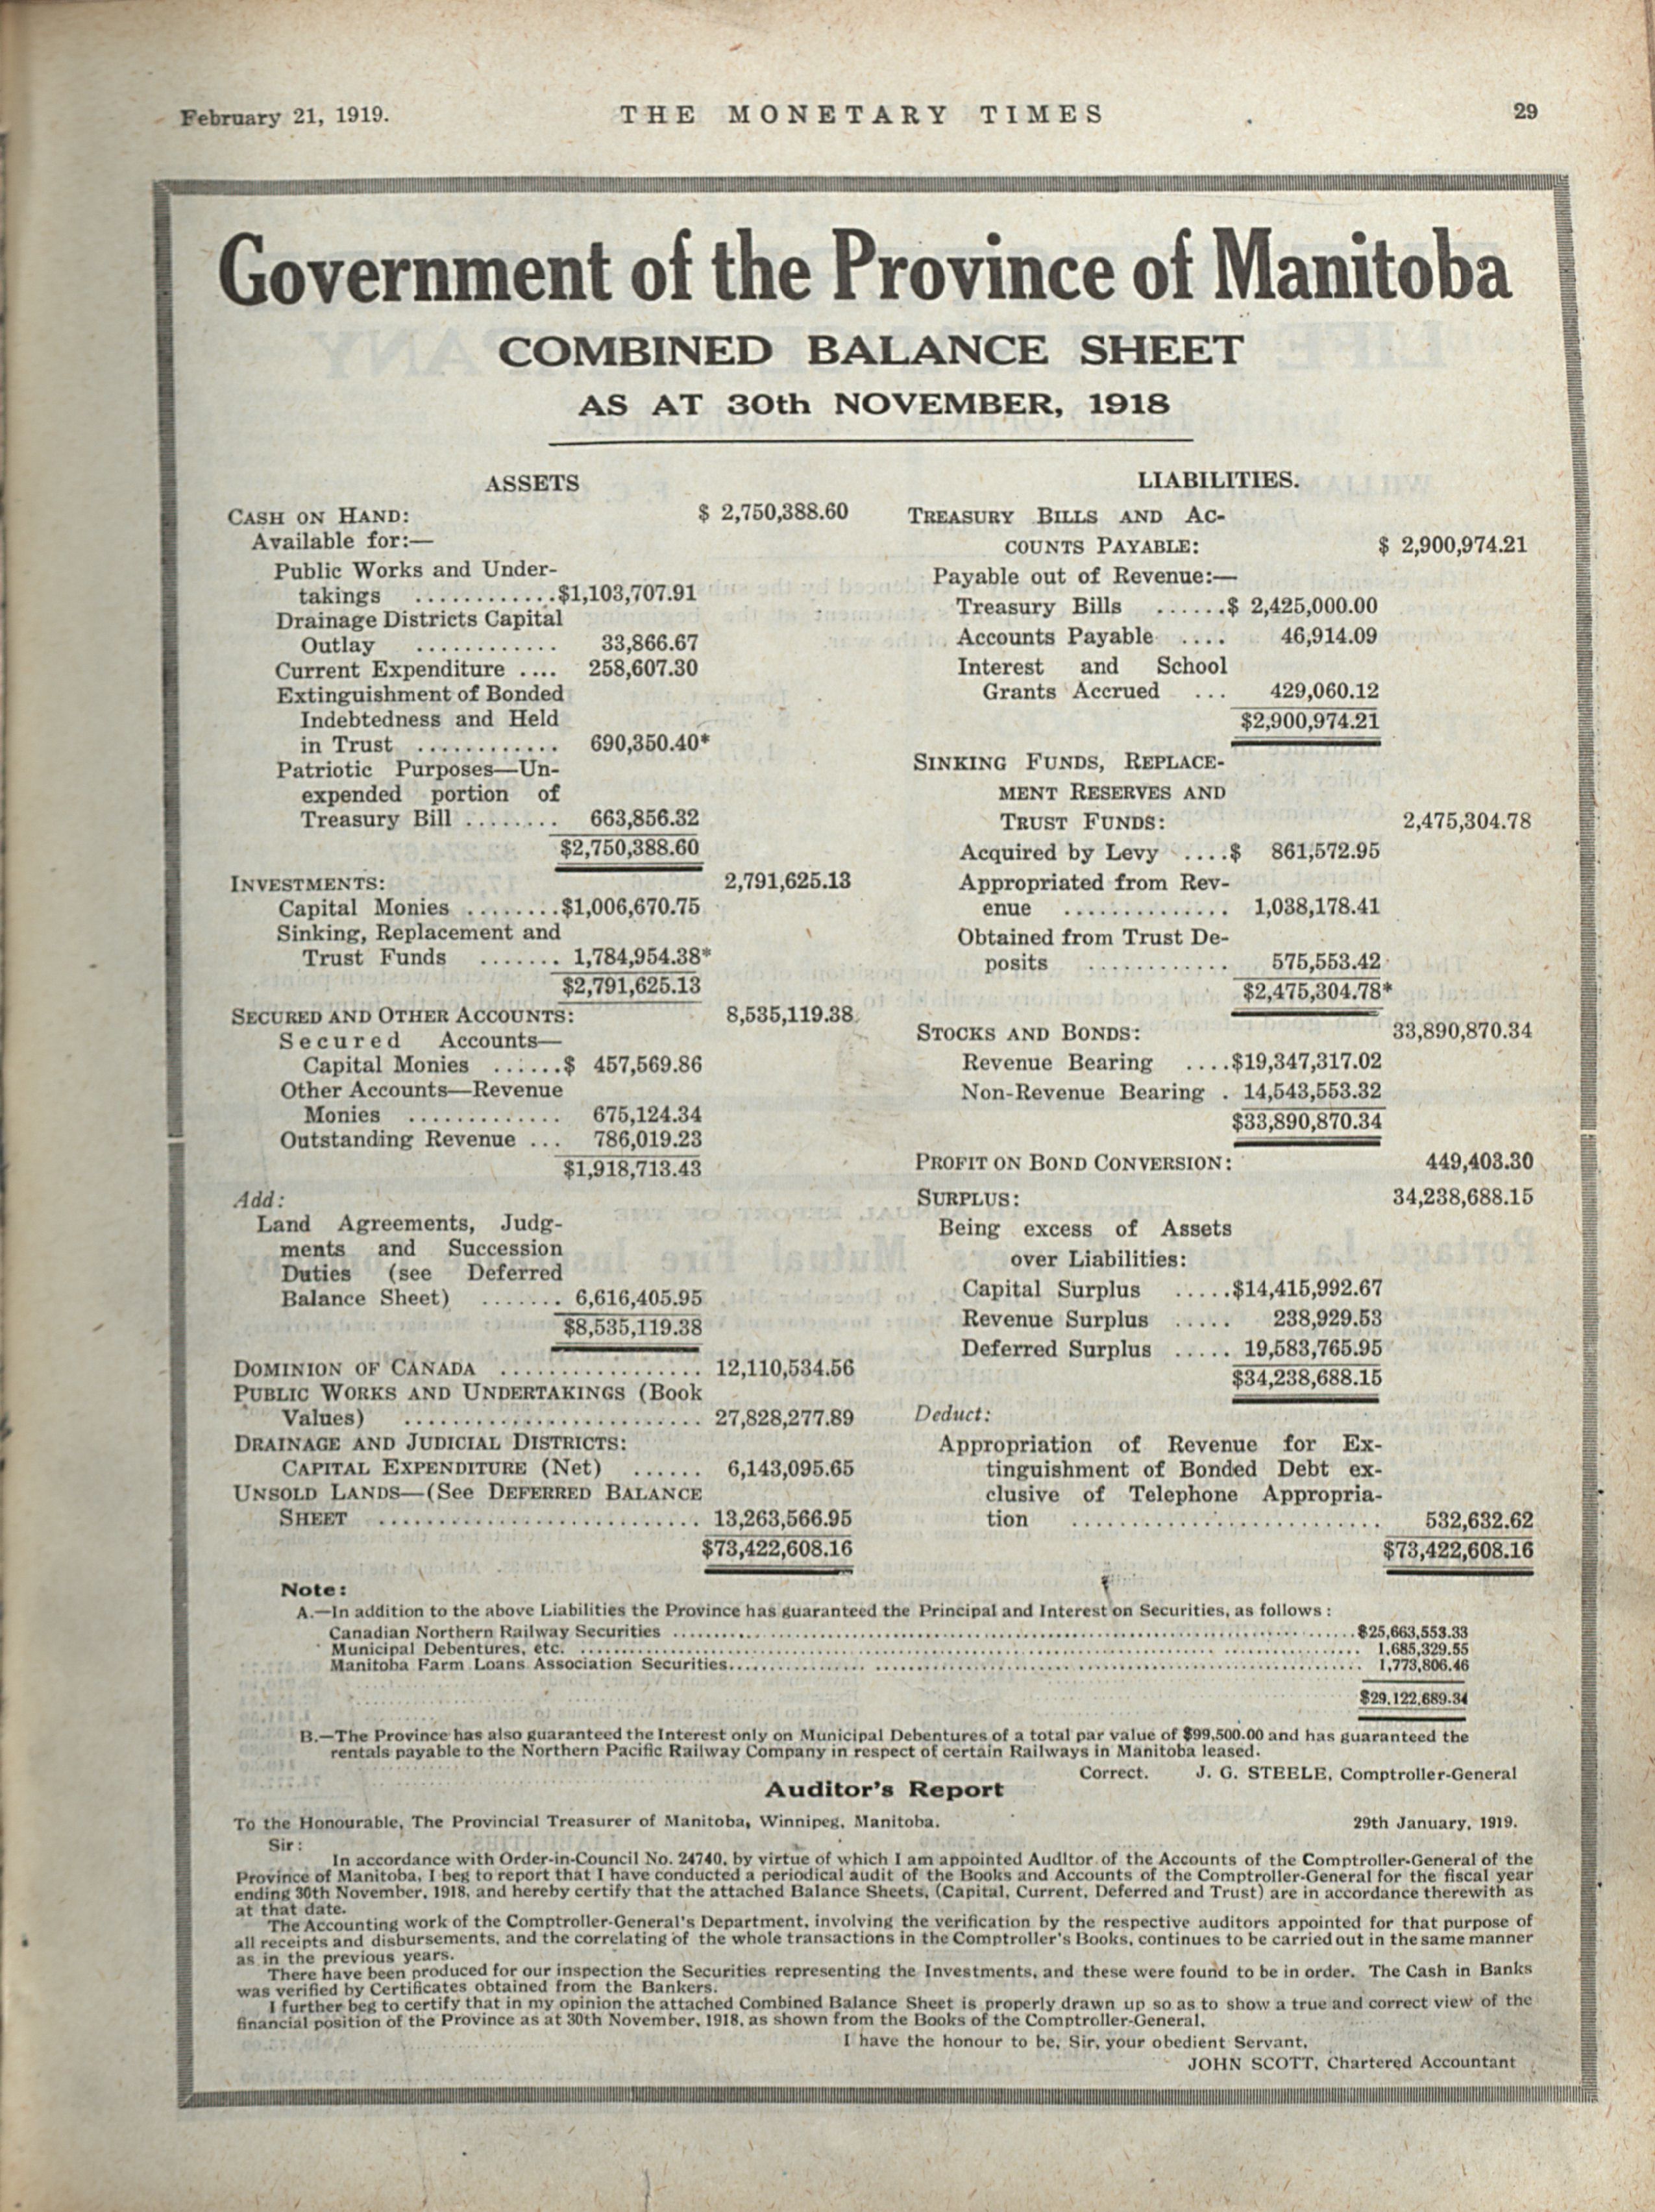 February 21, 1919.
THE MONETARY TIMES
29
Government of the Province of Manitoba
COMBINED BALANCE SHEET
AS AT 30th NOVEMBER, 1918
ASSETS
CASH ON HAND: $ 2,750,388.60
Available for:—
Public Works and Under-
takings ............$1,103,707.91
Drainage Districts Capital
Outlay ............ 33,866.67
Current Expenditure .... 258,607.30
Extinguishment of Bonded
Indebtedness and Held
in Trust ............ 690,350.40*
Patriotic Purposes—Un-
expended portion of
Treasury Bill ........ 663,856.32
$2,750,388.60
INVESTMENTS: 2,791,625.13
Capital Monies ........$1,006,670.75
Sinking, Replacement and
Trust Funds ....... 1,784,954.38*
$2,791,625.13
SECURED AND OTHER ACCOUNTS: 8,535,119.38
Secured Accounts—
Capital Monies ......$ 457,569.86
Other Accounts—Revenue
Monies ............. 675,124.34
Outstanding Revenue ... 786,019.23
$1,918,713.43
Add:
Land Agreements, Judg-
ments and Succession
Duties (see Deferred
Balance Sheet) ....... 6,616,405.95
$8,535,119.38
DOMINION OF CANADA ................. 12,110,534.56
PUBLIC WORKS AND UNDERTAKINGS (Book
Values) ......................... 27,828,277.89
DRAINAGE AND JUDICIAL DISTRICTS:
CAPITAL EXPENDITURE (Net) ...... 6,143,095.65
UNSOLD LANDS—(See DEFERRED BALANCE
SHEET ........................... 13,263,566.95
$73,422,608.16
LIABILITIES.
TREASURY BILLS AND AC-
COUNTS PAYABLE: $ 2,900,974.21
Payable out of Revenue:—
Treasury Bills ......$ 2,425,000.00
Accounts Payable .... 46,914.09
Interest and School
Grants Accrued ... 429,060.12
$2,900,974.21
SINKING FUNDS, REPLACE-
MENT RESERVES AND
TRUST FUNDS: 2,475,304.78
Acquired by Levy ....$ 861,572.95
Appropriated from Rev-
enue .............. 1,038,178.41
Obtained from Trust De-
posits ............ 575,553.42
$2,475,304.78*
STOCKS AND BONDS: 33,890,870.34
Revenue Bearing ....$19,347,317.02
Non-Revenue Bearing . 14,543,553.32
$33,890,870.34
PROFIT ON BOND CONVERSION: 449,403.30
SURPLUS: 34,238,688.15
Being excess of Assets
over Liabilities:
Capital Surplus .....$14,415,992.67
Revenue Surplus ..... 238,929.53
Deferred Surplus ..... 19,583,765.95
$34,238,688.15
Deduct:
Appropriation of Revenue for Ex-
tinguishment of Bonded Debt ex-
clusive of Telephone Appropria-
tion .......................... 532,632.62
$73,422,608.16
Note:
A.—In addition to the above Liabilities the Province has guaranteed the Principal and Interest on Securities, as follows:
Canadian Northern Railway Securities ........................................$25,663,553.33
Municipal Debentures, etc. ........................................ 1,685,329.55
Manitoba Farm Loans Association Securities........................................ 1,773,806.46
$29,122,689.34
B.—The Province has also guaranteed the Interest only on Municipal Debentures of a total par value of $99,500.00 and has guaranteed the
rentals payable to the Northern Pacific Railway Company in respect of certain Railways in Manitoba leased.
Correct. J. G. STEELE, Comptroller-General
Auditor's Report
To the Honourable, The Provincial Treasurer of Manitoba, Winnipeg, Manitoba. 29th January, 1919.
Sir:
In accordance with Order-in-Council No. 24740, by virtue of which I am appointed Auditor of the Accounts of the Comptroller-General of the
Province of Manitoba, I beg to report that I have conducted a periodical audit of the Books and Accounts of the Comptroller-General for the fiscal year
ending 30th November, 1918, and hereby certify that the attached Balance Sheets, (Capital, Current, Deferred and Trust) are in accordance therewith as
at that date.
The Accounting work of the Comptroller-General's Department, involving the verification by the respective auditors appointed for that purpose of
all receipts and disbursements, and the correlating of the whole transactions in the Comptroller's Books, continues to be carried out in the same manner
as in the previous years.
There have been produced for our inspection the Securities representing the Investments, and these were found to be in order. The Cash in Banks
was verified by Certificates obtained from the Bankers.
I further beg to certify that in my opinion the attached Combined Balance Sheet is properly drawn up so as to show a true and correct view of the
financial position of the Province as at 30th November, 1918, as shown from the Books of the Comptroller-General.
I have the honour to be, Sir, your obedient Servant,
JOHN SCOTT, Chartered Accountant